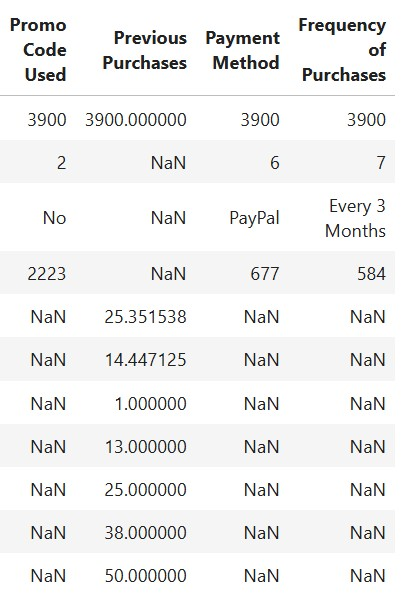 Promo Code Used Previous Purchases Payment Method Frequency of Purchases
3900 3900.000000 3900 3900
2 NaN 6 7
No NaN PayPal Every 3 Months
2223 NaN 677 584
NaN 25.351538 NaN NaN
NaN 14.447125 NaN NaN
NaN 1.000000 NaN NaN
NaN 13.000000 NaN NaN
NaN 25.000000 NaN NaN
NaN 38.000000 NaN NaN
NaN 50.000000 NaN NaN